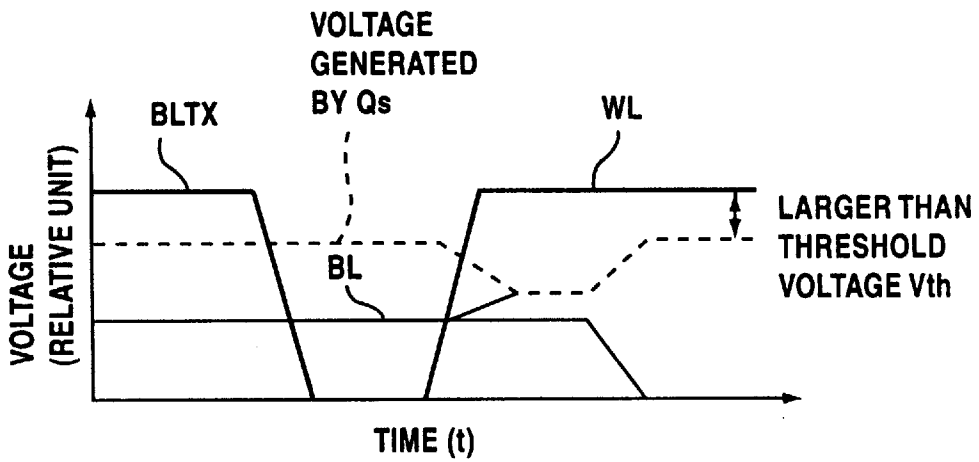 VOLTAGE
GENERATED
BY Qs
BLTX
WL
BL
LARGER THAN
THRESHOLD
VOLTAGE Vth
VOLTAGE
(RELATIVE UNIT)
TIME (t)